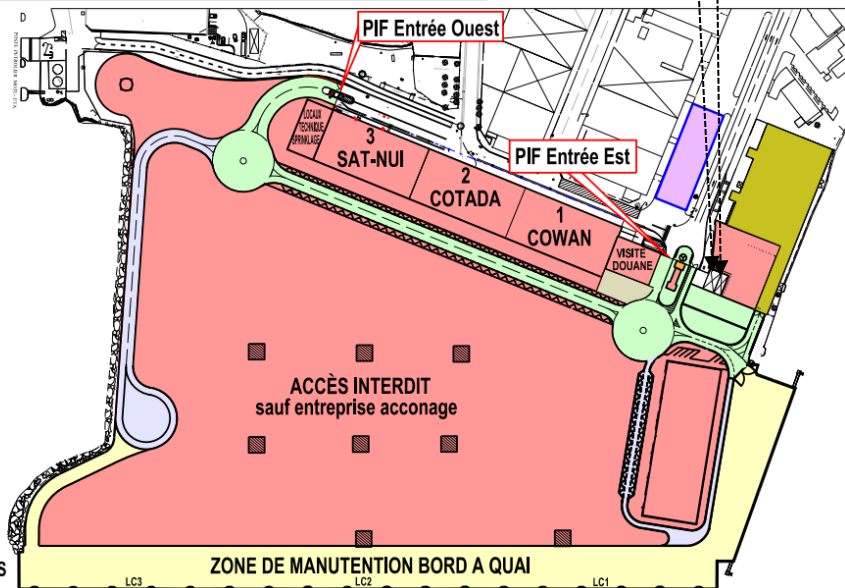 D
PIF Entrée Ouest
LOCAUX
TECHNIQUE
SPRINKLAGE
3
SAT-NUI
PIF Entrée Est
2
COTADA
1
COWAN
VISITE
DOUANE
ACCÈS INTERDIT
sauf entreprise acconage
S
ZONE DE MANUTENTION BORD A QUAI
LC3
LC2
LC1